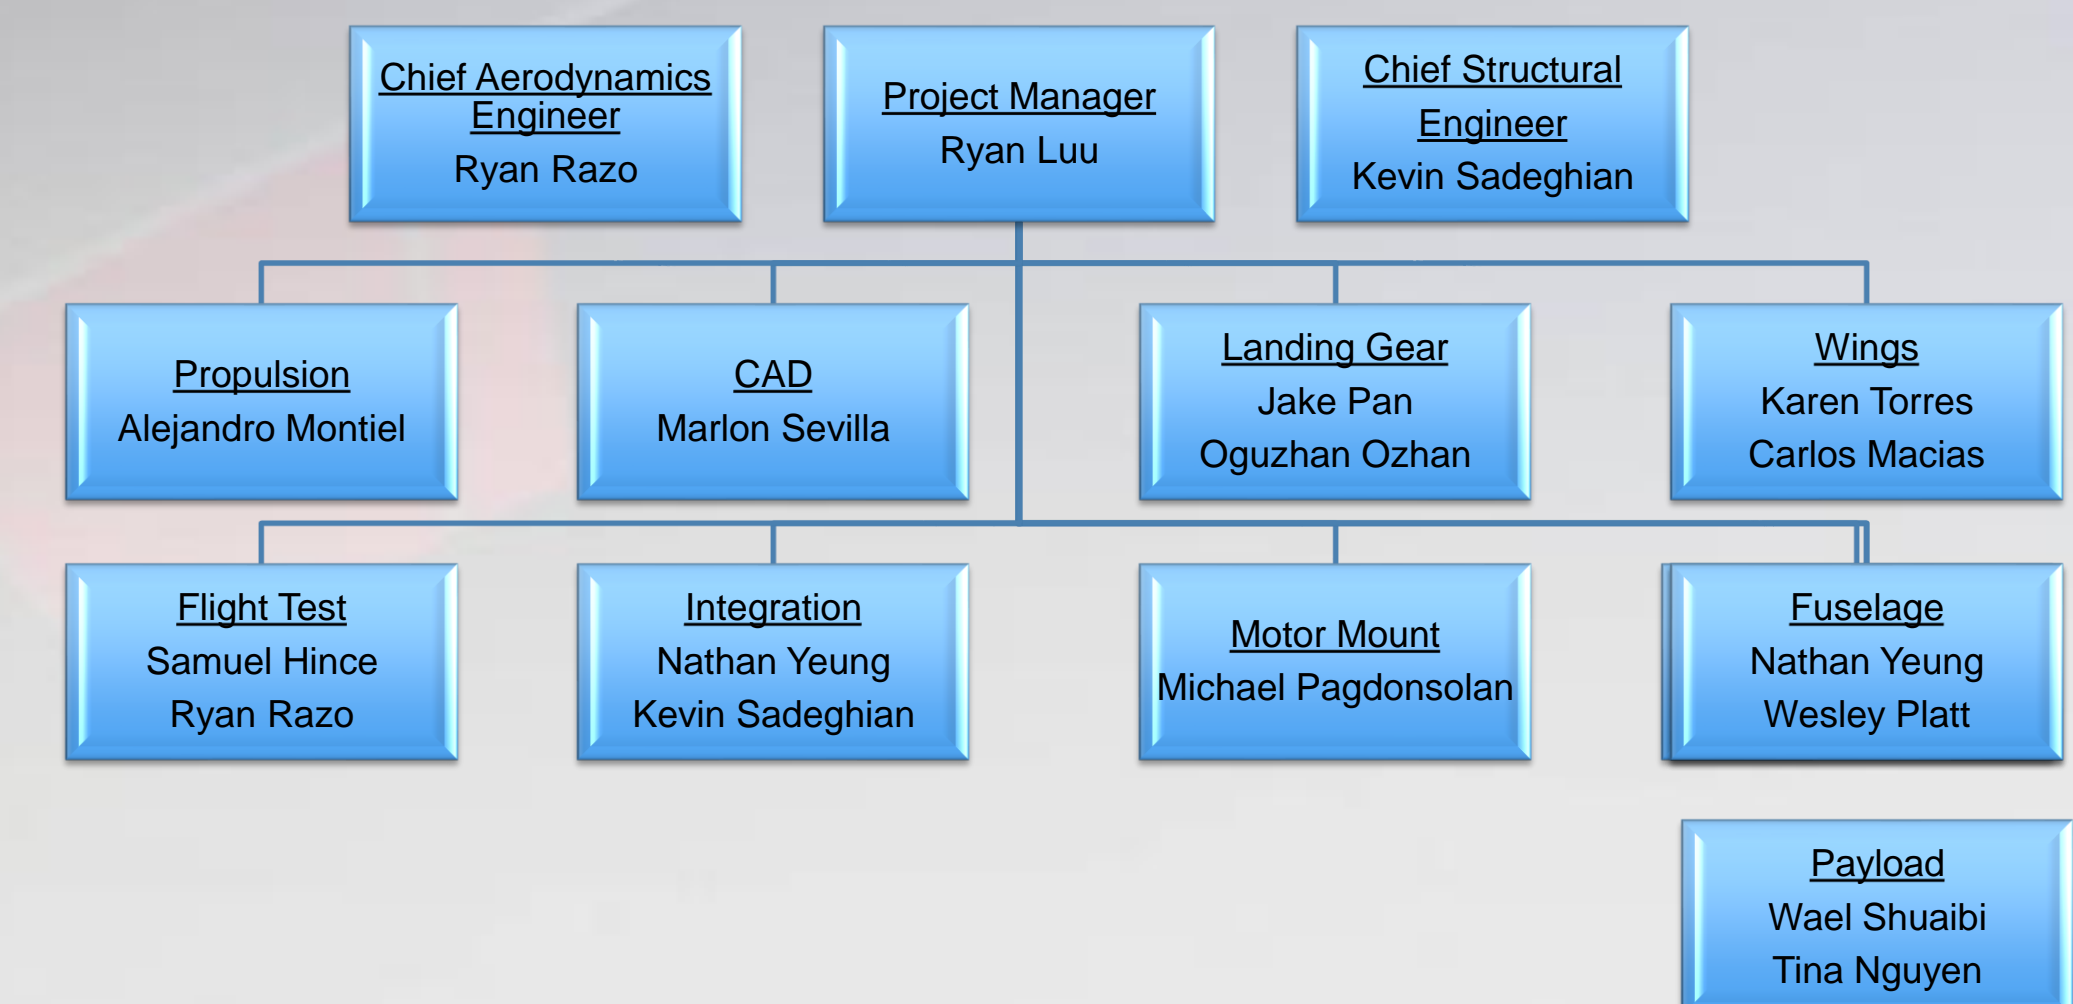 Chief Aerodynamics
Engineer
Ryan Razo
Project Manager
Ryan Luu
Chief Structural
Engineer
Kevin Sadeghian
Propulsion
Alejandro Montiel
CAD
Marlon Sevilla
Landing Gear
Jake Pan
Oguzhan Ozhan
Wings
Karen Torres
Carlos Macias
Flight Test
Samuel Hince
Ryan Razo
Integration
Nathan Yeung
Kevin Sadeghian
Motor Mount
Michael Pagdonsolan
Fuselage
Nathan Yeung
Wesley Platt
Payload
Wael Shuaibi
Tina Nguyen